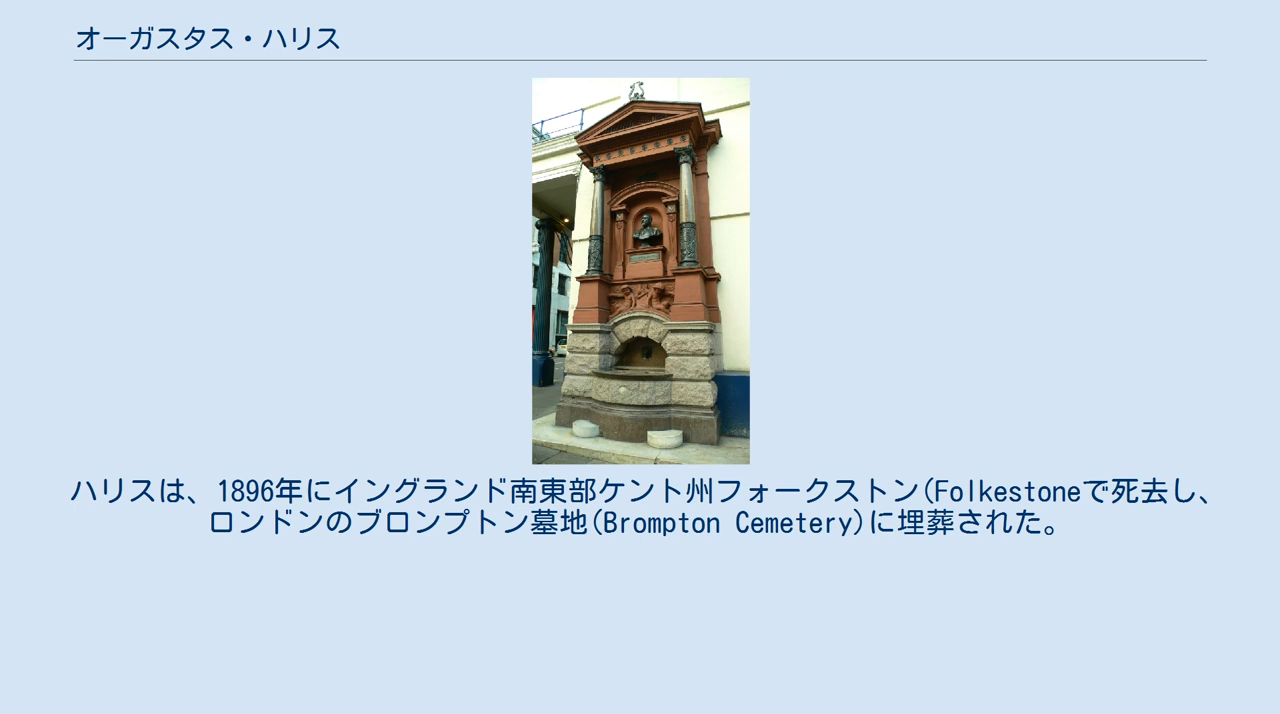 オーガスタス・ハリス
ハリスは、1896年にイングランド南東部ケント州フォークストン(Folkestoneで死去し、
ロンドンのブロンプトン墓地(Brompton Cemetery)に埋葬された。